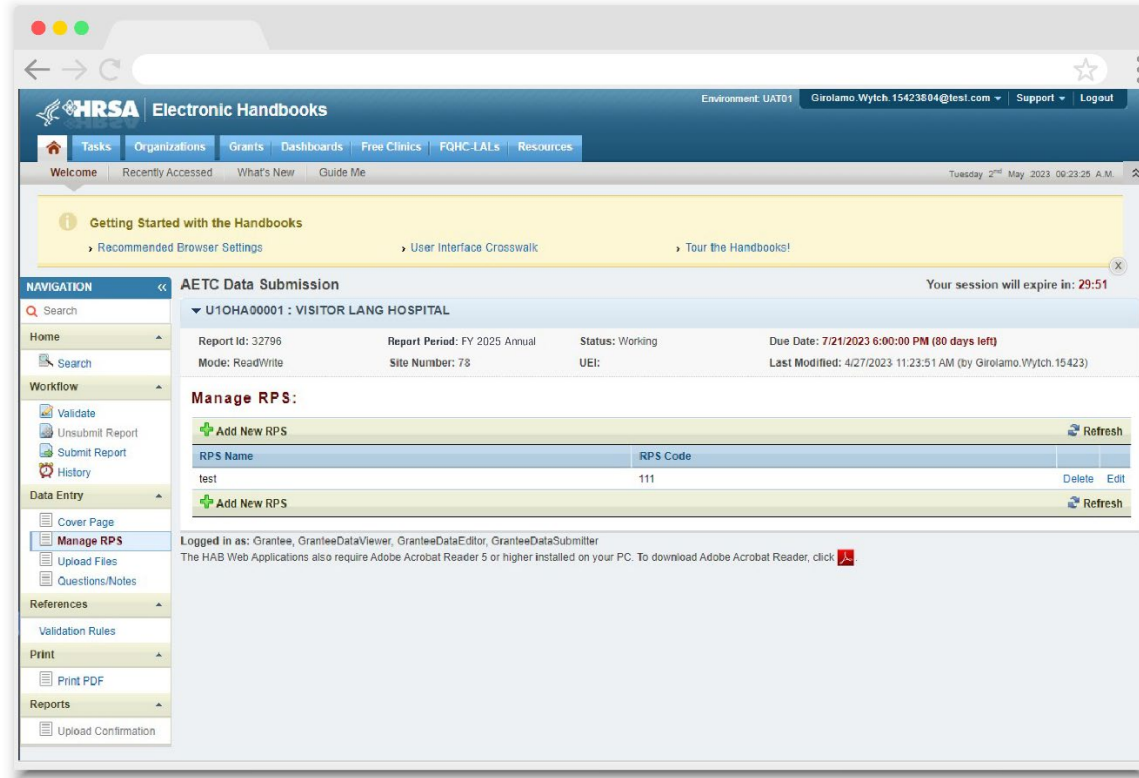 HRSA Electronic Handbooks
Environment: UAT01 Girolamo.Wytch.15423804@test.com Support Logout
Tasks Organizations Grants Dashboards Free Clinics FQHC-LALs Resources
Welcome Recently Accessed What's New Guide Me Tuesday 2nd May 2023 09:23:25 A.M.
Getting Started with the Handbooks
Recommended Browser Settings User Interface Crosswalk Tour the Handbooks!
X
NAVIGATION «
Search
Home
Search
Workflow
Validate
Unsubmit Report
Submit Report
History
Data Entry
Cover Page
Manage RPS
Upload Files
Questions/Notes
References
Validation Rules
Print
Print PDF
Reports
Upload Confirmation
AETC Data Submission Your session will expire in: 29:51
U1OHA00001 : VISITOR LANG HOSPITAL
Report Id: 32796 Report Period: FY 2025 Annual Status: Working Due Date: 7/21/2023 6:00:00 PM (80 days left)
Mode: ReadWrite Site Number: 78 UEI: Last Modified: 4/27/2023 11:23:51 AM (by Girolamo.Wytch.15423)
Manage RPS:
Add New RPS Refresh
RPS Name RPS Code
test 111 Delete Edit
Add New RPS Refresh
Logged in as: Grantee, GranteeDataViewer, GranteeDataEditor, GranteeDataSubmitter
The HAB Web Applications also require Adobe Acrobat Reader 5 or higher installed on your PC. To download Adobe Acrobat Reader, click .